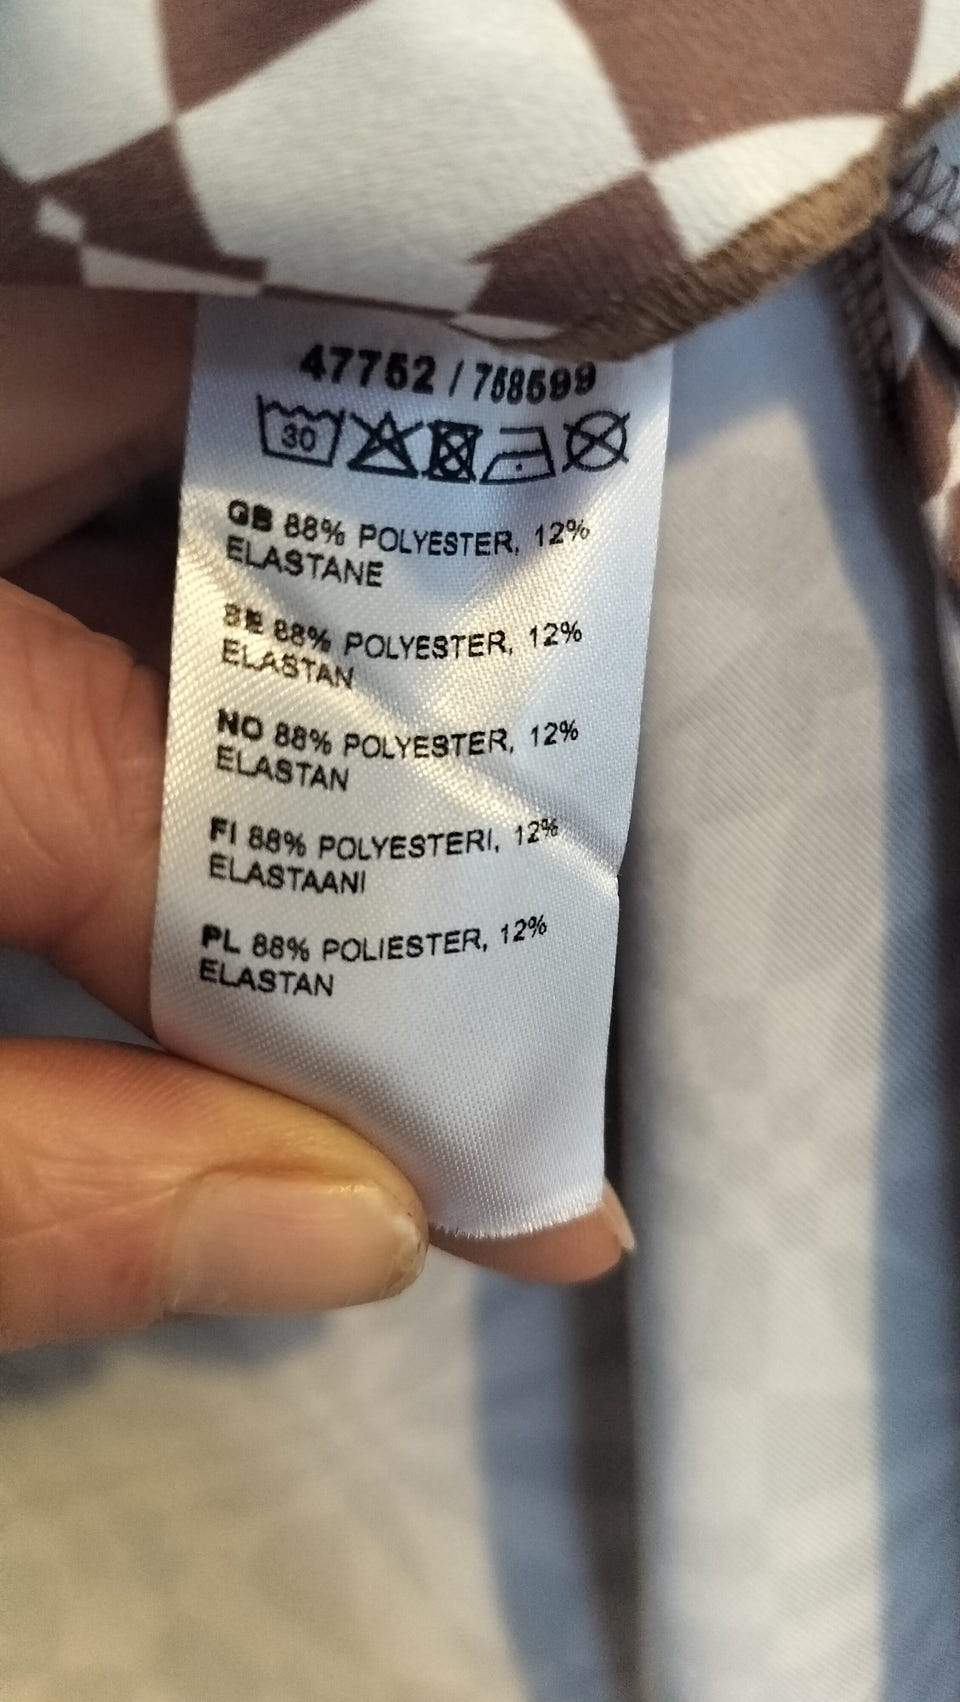 47752 / 758599
30
GB 88% POLYESTER, 12%
ELASTANE
SE 88% POLYESTER, 12%
ELASTAN
NO 88% POLYESTER, 12%
ELASTAN
FI 88% POLYESTERI, 12%
ELASTAANI
PL 88% POLIESTER, 12%
ELASTAN